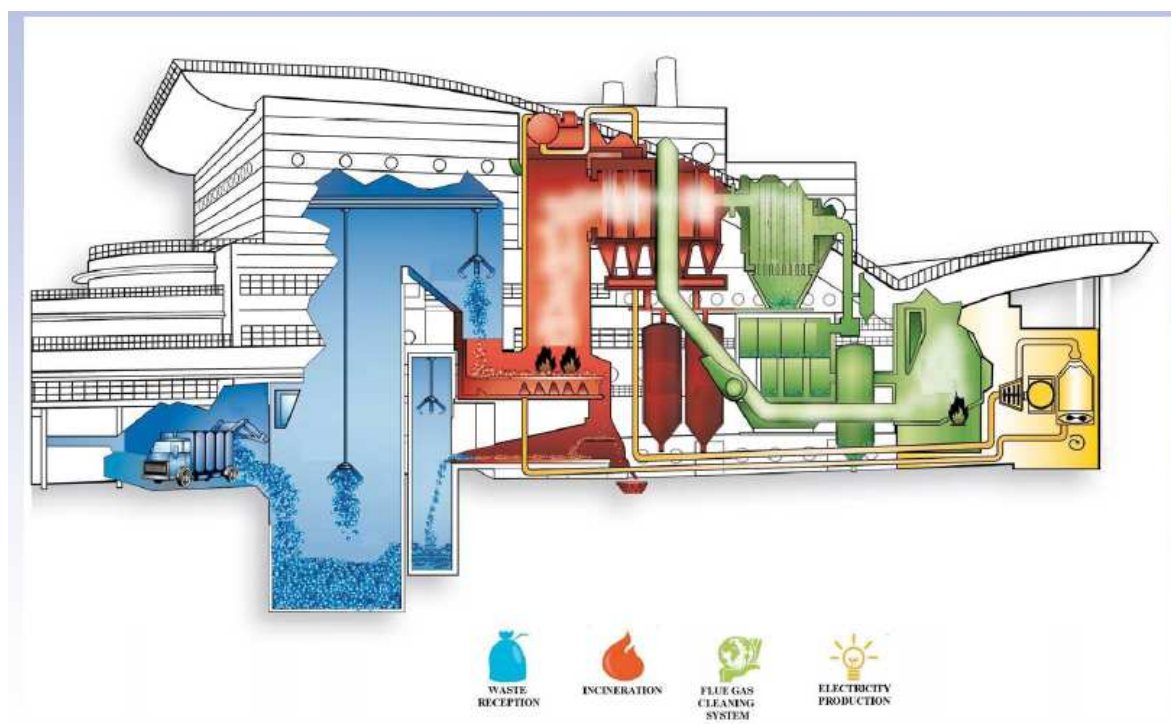 WASTE
RECEPTION
INCINERATION
FLUE GAS
CLEANING
SYSTEM
ELECTRICITY
PRODUCTION